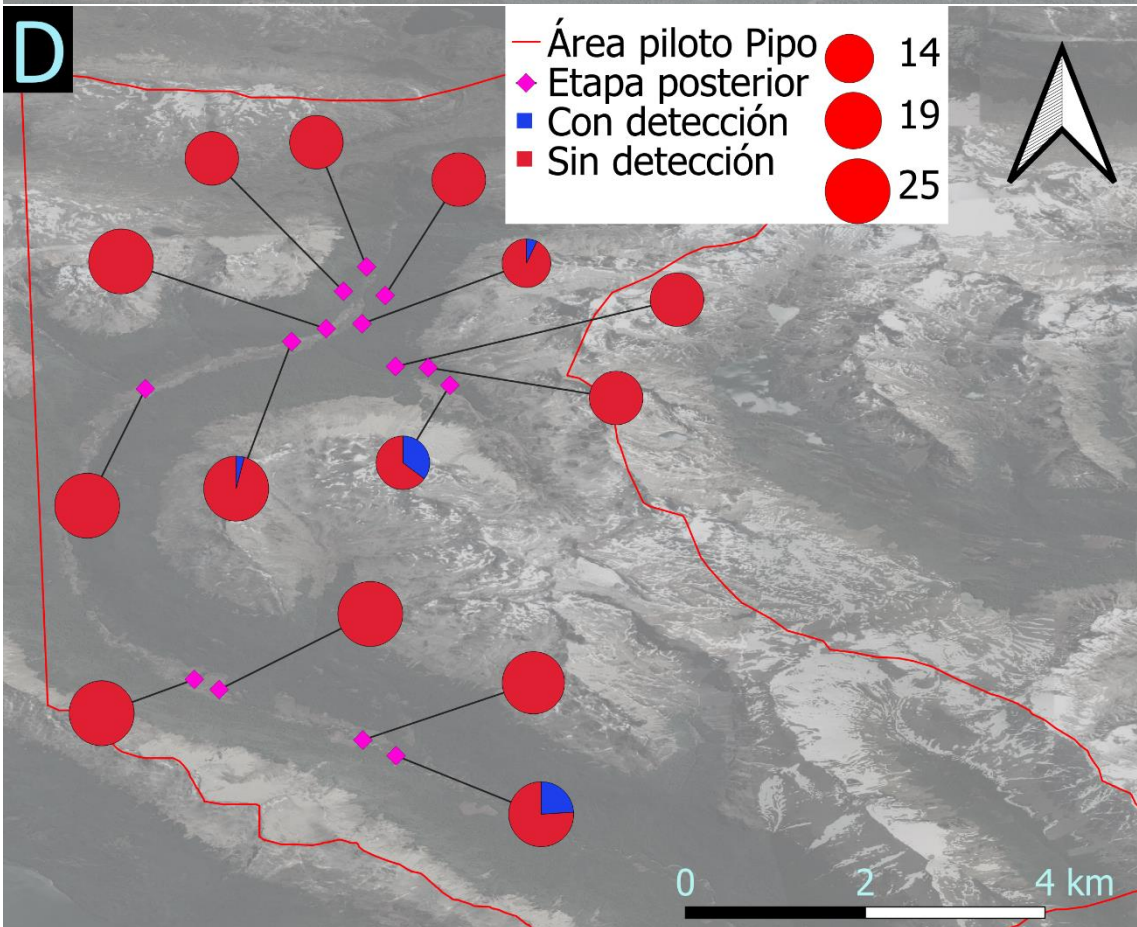 D
Área piloto Pipo
Etapa posterior
Con detección
Sin detección
14
19
25
0 2 4 km